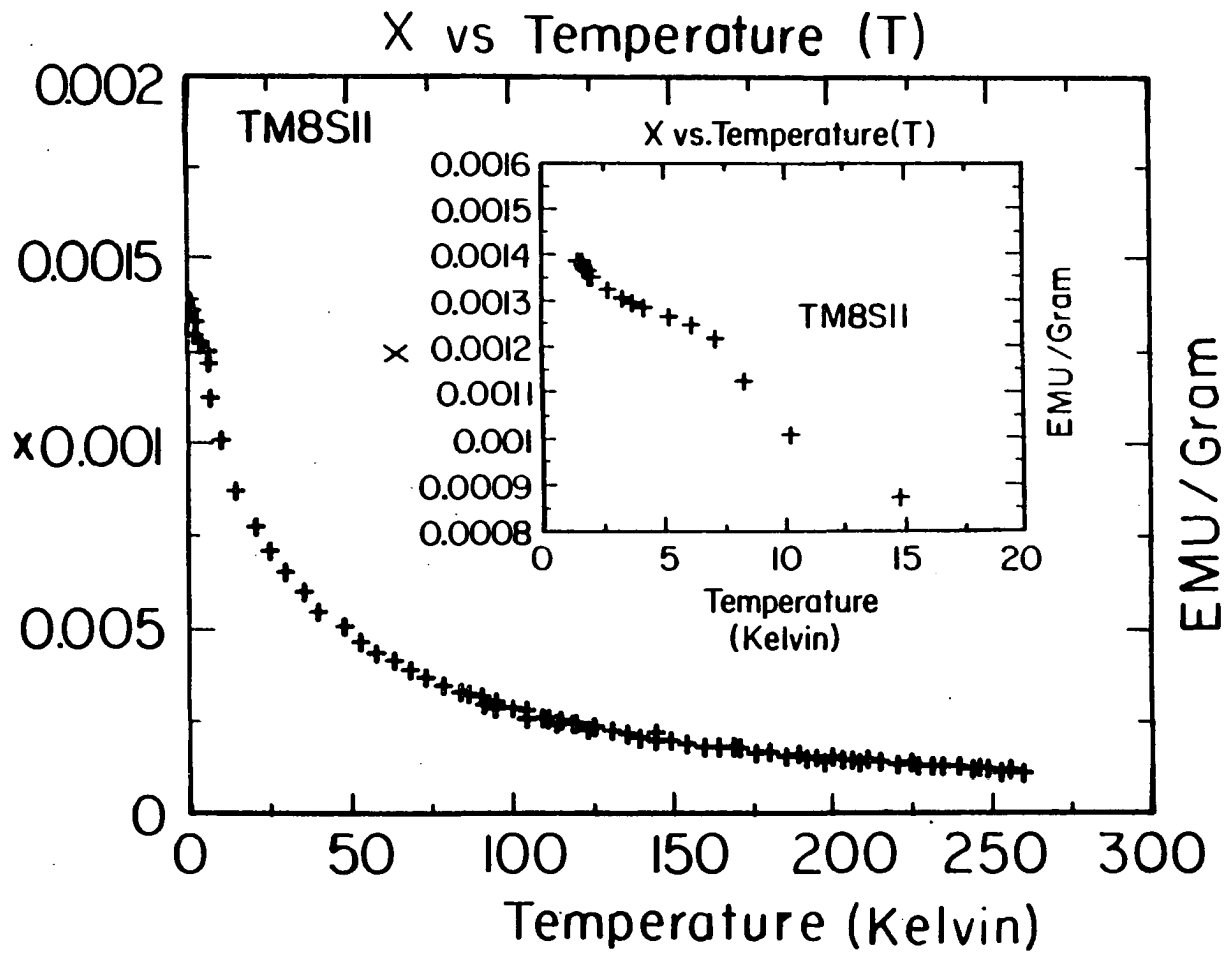 X vs Temperature (T)
0.002
TM8SII
X vs. Temperature(T)
0.0016
0.0015
0.0014
0.0013
0.0012
0.0011
0.001
0.0009
0.0008
X
TM8SII
EMU/Gram
0 5 10 15 20
Temperature
(Kelvin)
0.0015
X 0.001
0.005
0
EMU / Gram
0 50 100 150 200 250 300
Temperature (Kelvin)